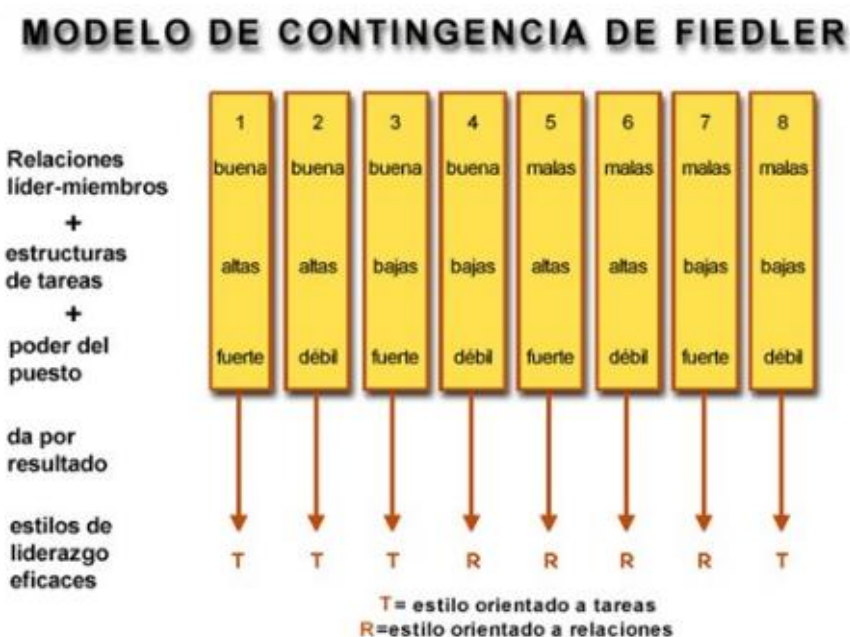 MODELO DE CONTINGENCIA DE FIEDLER
1 2 3 4 5 6 7 8
Relaciones
líder-miembros
buena buena buena buena malas malas malas malas
+
estructuras
de tareas
altas altas bajas bajas altas altas bajas bajas
+
poder del
puesto
fuerte débil fuerte débil fuerte débil fuerte débil
da por
resultado
estilos de
liderazgo
eficaces
T T T R R R R T
T= estilo orientado a tareas
R=estilo orientado a relaciones